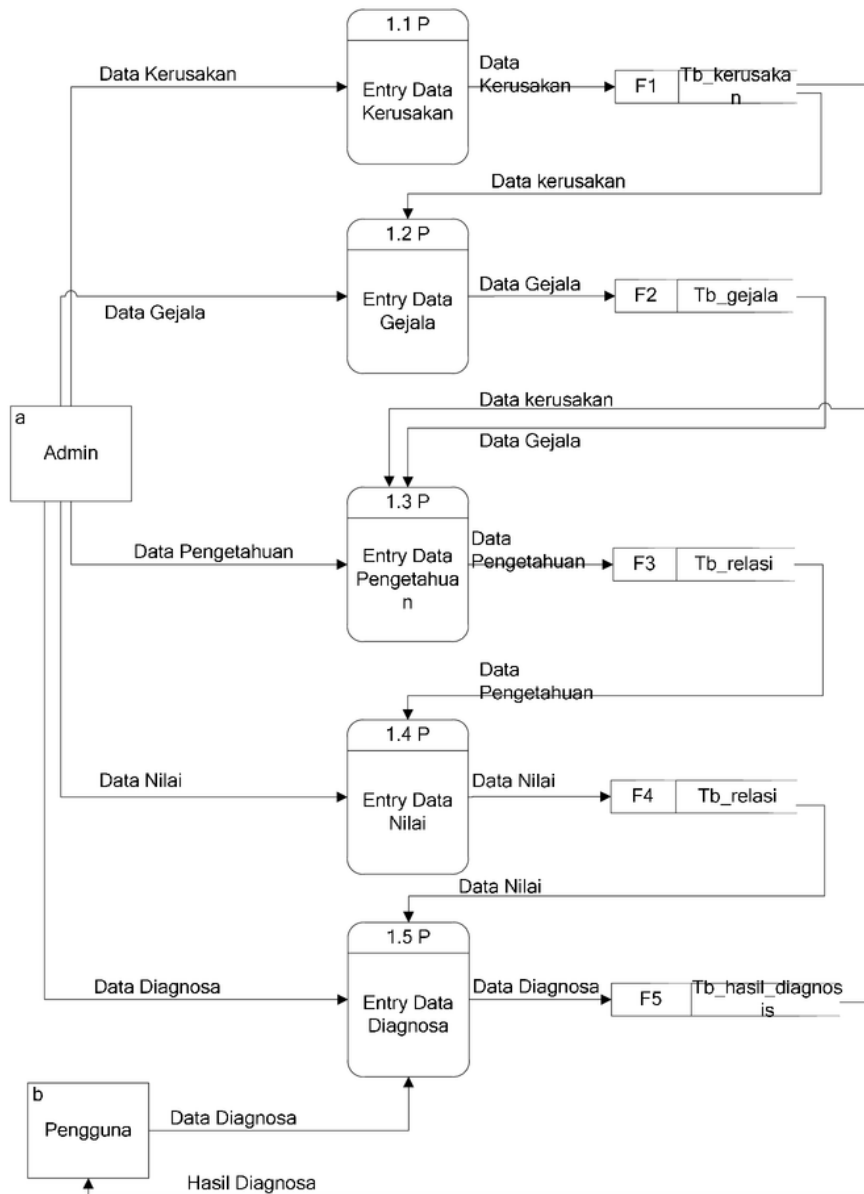 1.1 P
Data Kerusakan
Entry Data
Kerusakan
Data
Kerusakan
F1
Tb_kerusaka
n
Data kerusakan
1.2 P
Data Gejala
Entry Data
Gejala
Data Gejala
F2
Tb_gejala
a
Admin
Data kerusakan
Data Gejala
1.3 P
Data Pengetahuan
Entry Data
Pengetahua
n
Data
Pengetahuan
F3
Tb_relasi
Data
Pengetahuan
1.4 P
Data Nilai
Entry Data
Nilai
Data Nilai
F4
Tb_relasi
Data Nilai
1.5 P
Data Diagnosa
Entry Data
Diagnosa
Data Diagnosa
F5
Tb_hasil_diagnos
is
b
Pengguna
Data Diagnosa
Hasil Diagnosa